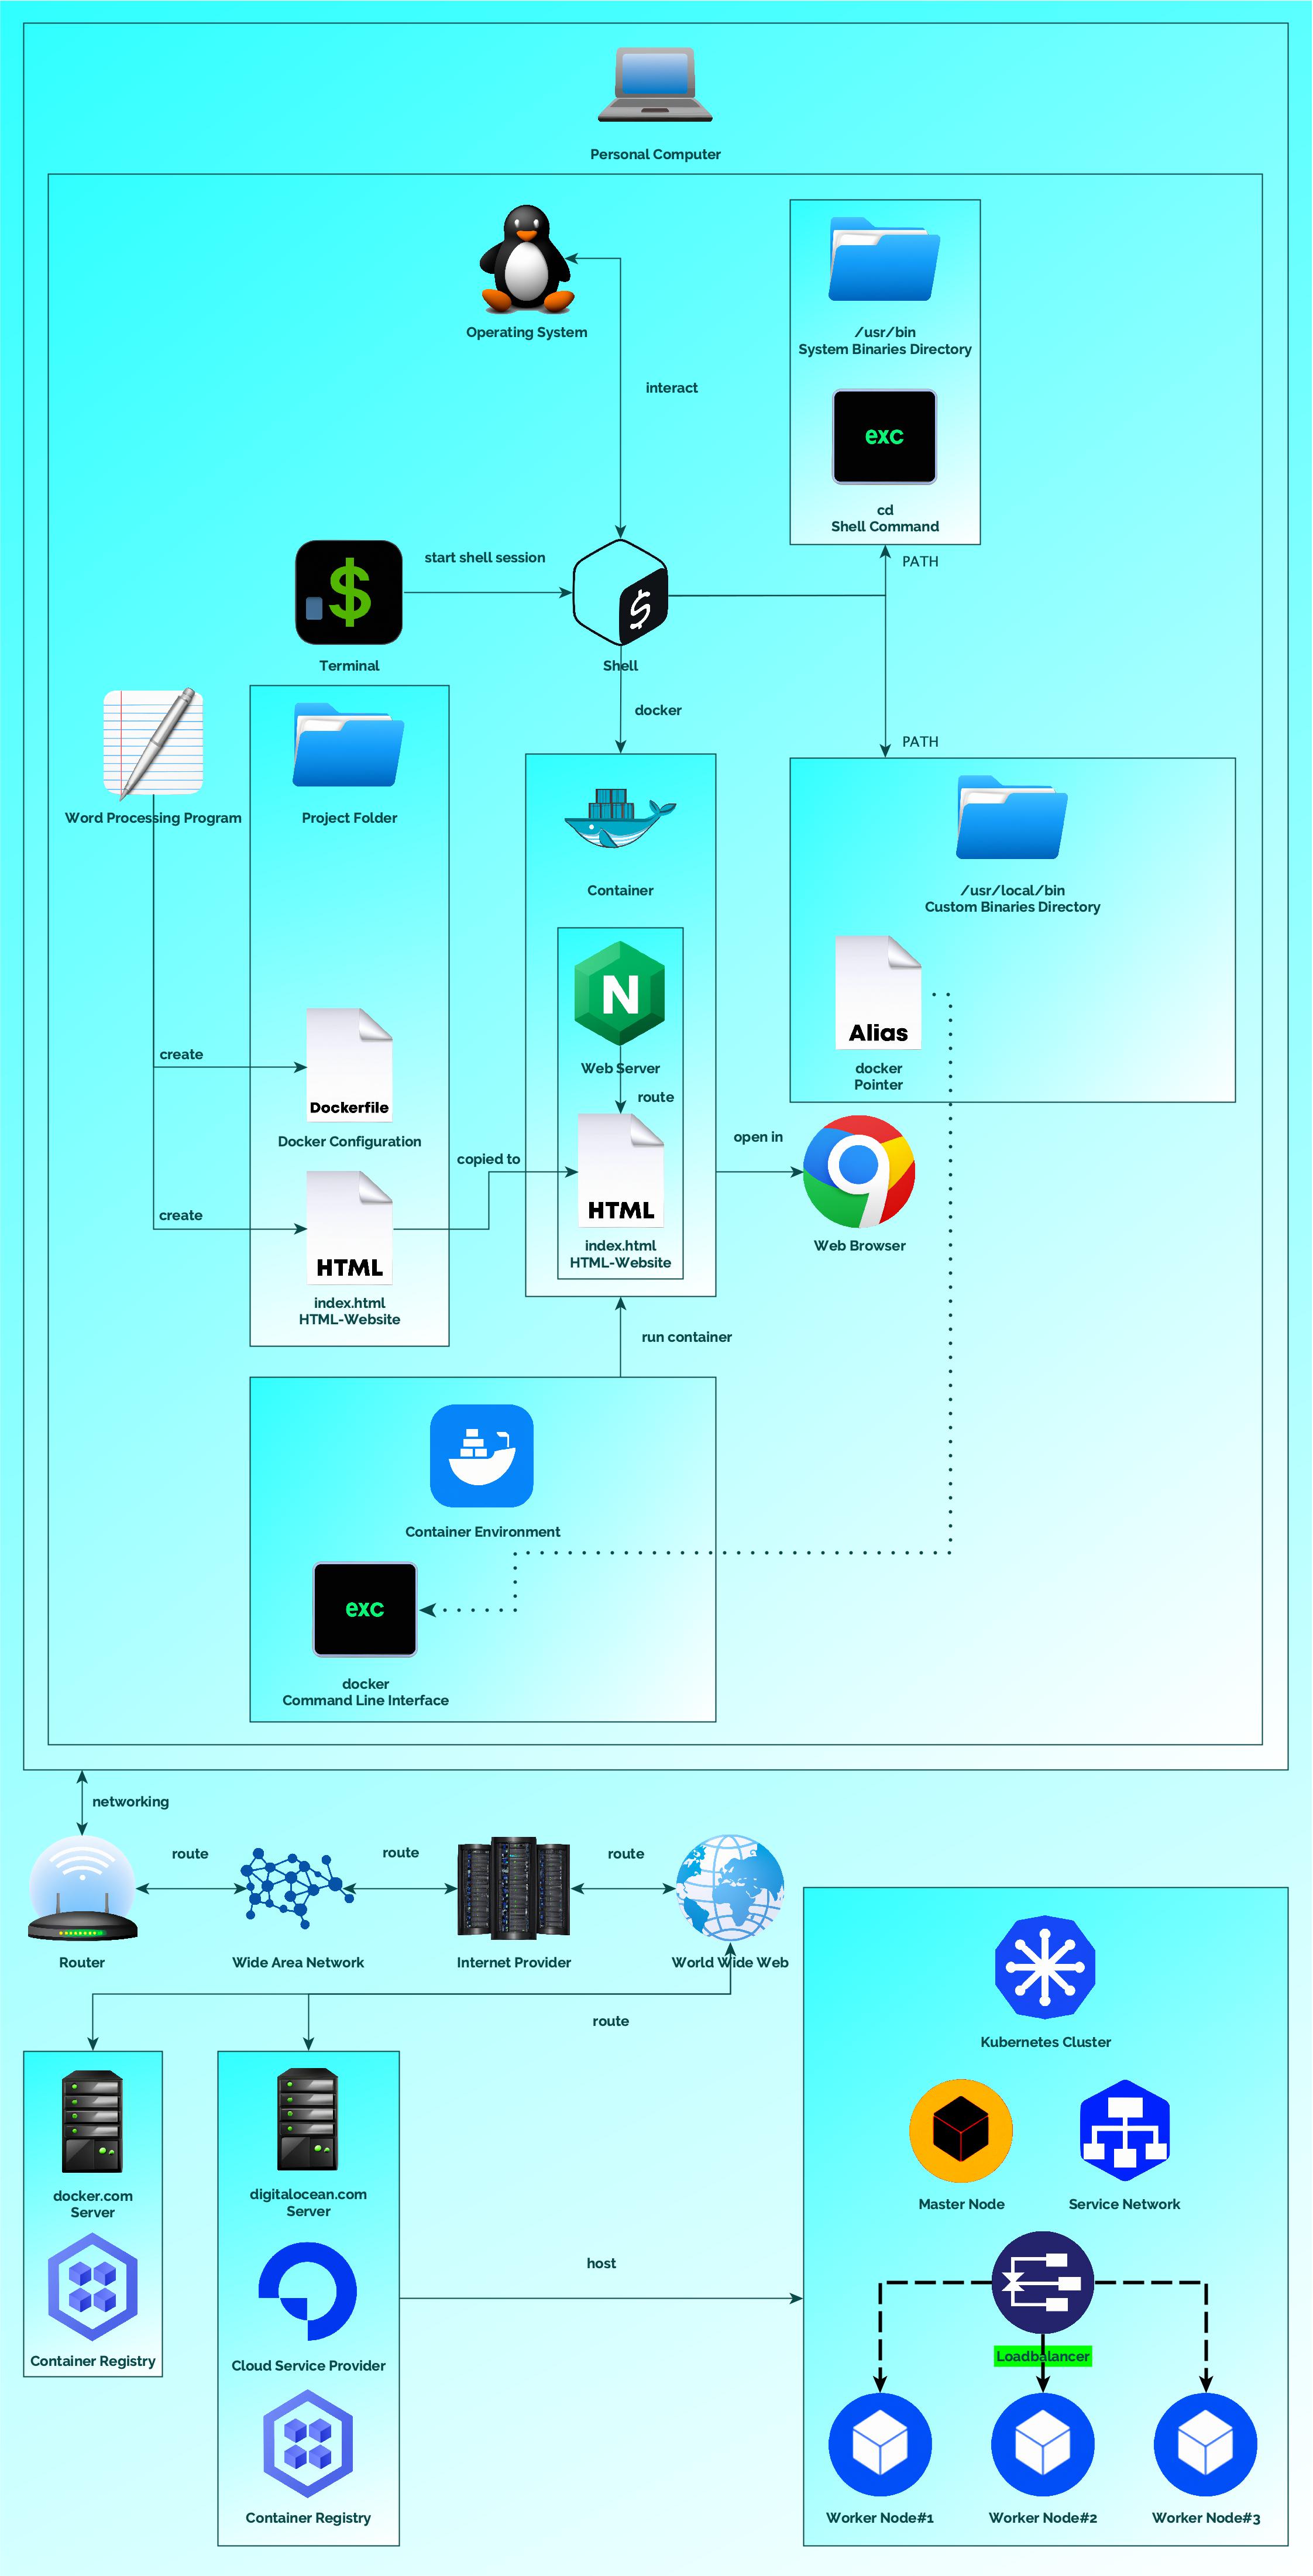 Personal Computer
Operating System
/usr/bin
System Binaries Directory
interact
exc
cd
Shell Command
start shell session
PATH
$
$
Terminal
Shell
docker
PATH
Word Processing Program
Project Folder
Container
/usr/local/bin
Custom Binaries Directory
N
Alias
create
Web Server
docker
Pointer
Dockerfile
route
Docker Configuration
open in
copied to
create
HTML
HTML
index.html
HTML-Website
Web Browser
index.html
HTML-Website
run container
Container Environment
exc
docker
Command Line Interface
networking
route
route
route
Router
Wide Area Network
Internet Provider
World Wide Web
route
Kubernetes Cluster
docker.com
Server
digitalocean.com
Server
Master Node
Service Network
host
Container Registry
Cloud Service Provider
Loadbalancer
Container Registry
Worker Node#1
Worker Node#2
Worker Node#3